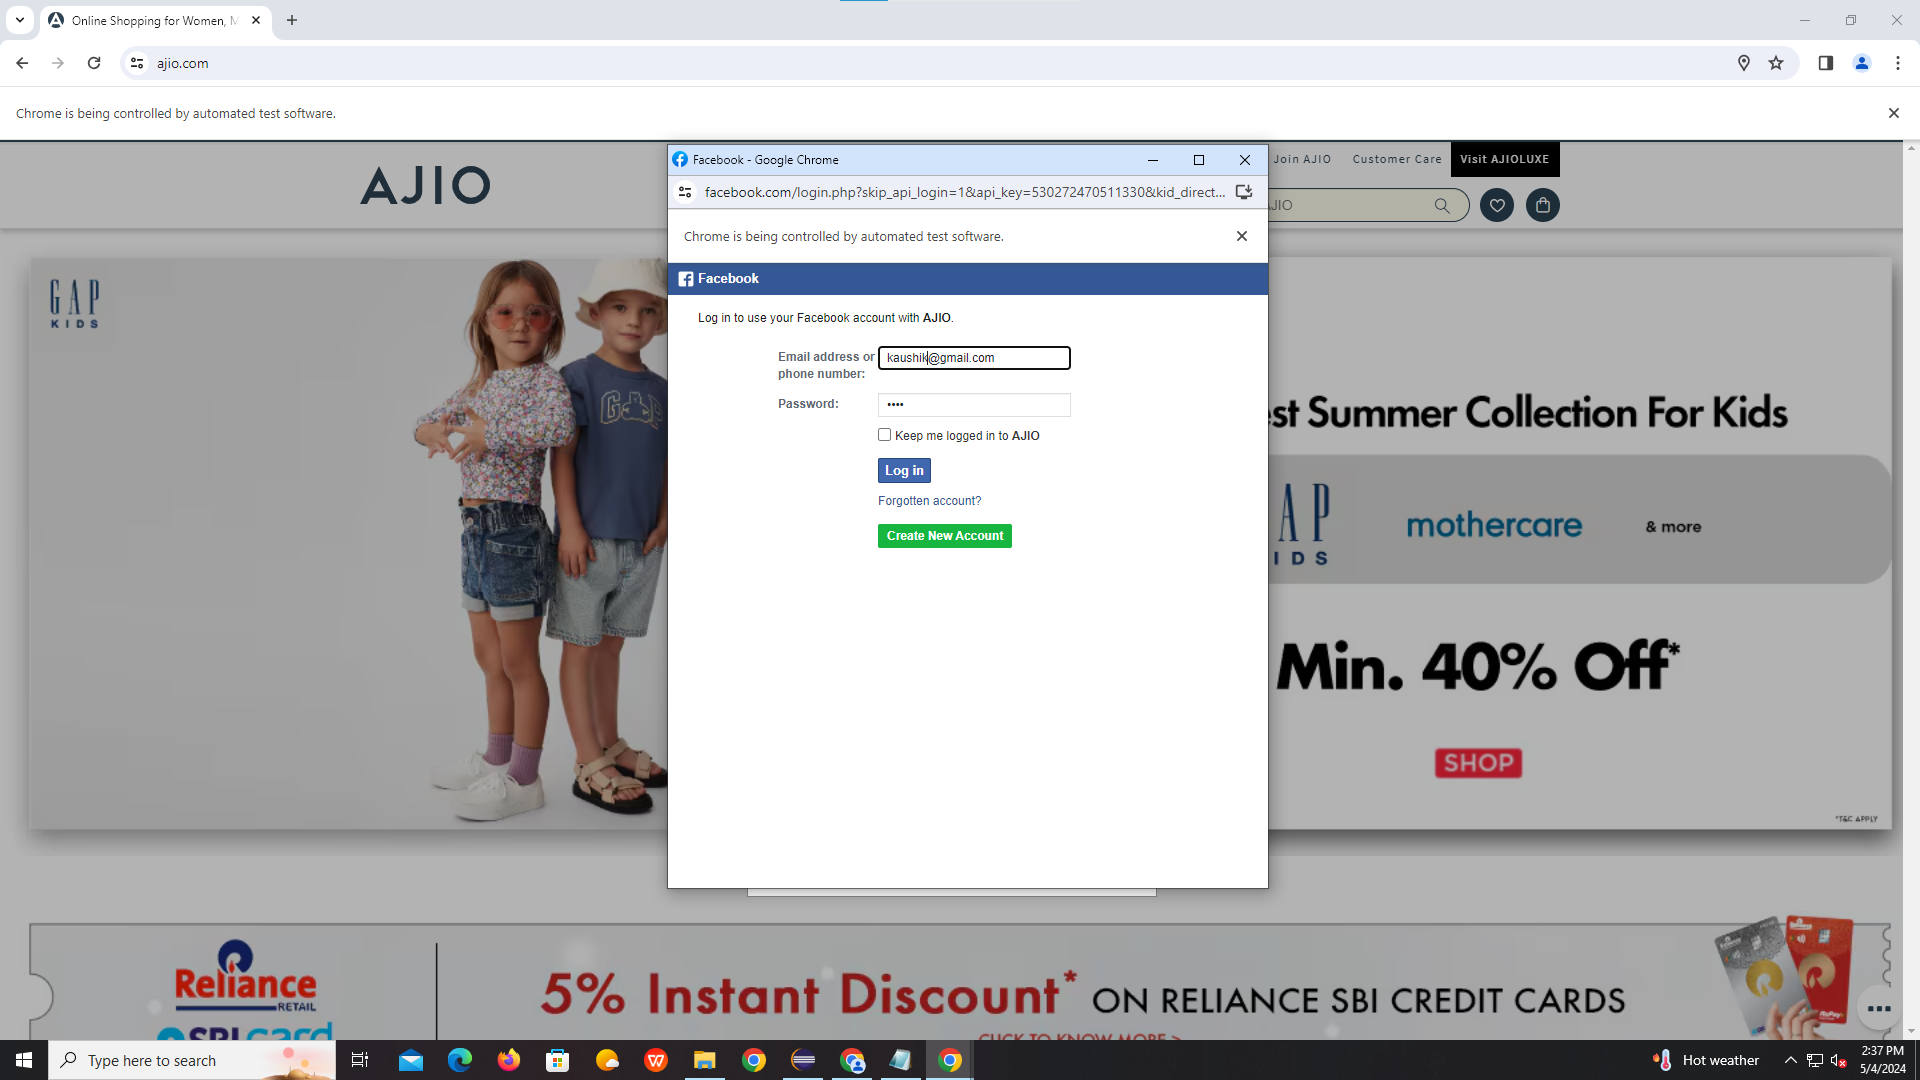 Online Shopping for Women, M
ajio.com
Chrome is being controlled by automated test software.
AJIO
Join AJIO
Customer Care
Visit AJIOLUXE
Facebook - Google Chrome
facebook.com/login.php?skip_api_login=1&api_key=530272470511330&kid_direct...
Chrome is being controlled by automated test software.
Facebook
Log in to use your Facebook account with AJIO.
Email address or
phone number:
kaushik@gmail.com
Password:
••••
Keep me logged in to AJIO
Log in
Forgotten account?
Create New Account
GAP
KIDS
GAP
st Summer Collection For Kids
AP
KIDS
mothercare
& more
Min. 40% Off*
SHOP
*T&C APPLY
Reliance
RETAIL
SBI card
5% Instant Discount* ON RELIANCE SBI CREDIT CARDS
CLICK TO KNOW MORE >
Type here to search
Hot weather
2:37 PM
5/4/2024